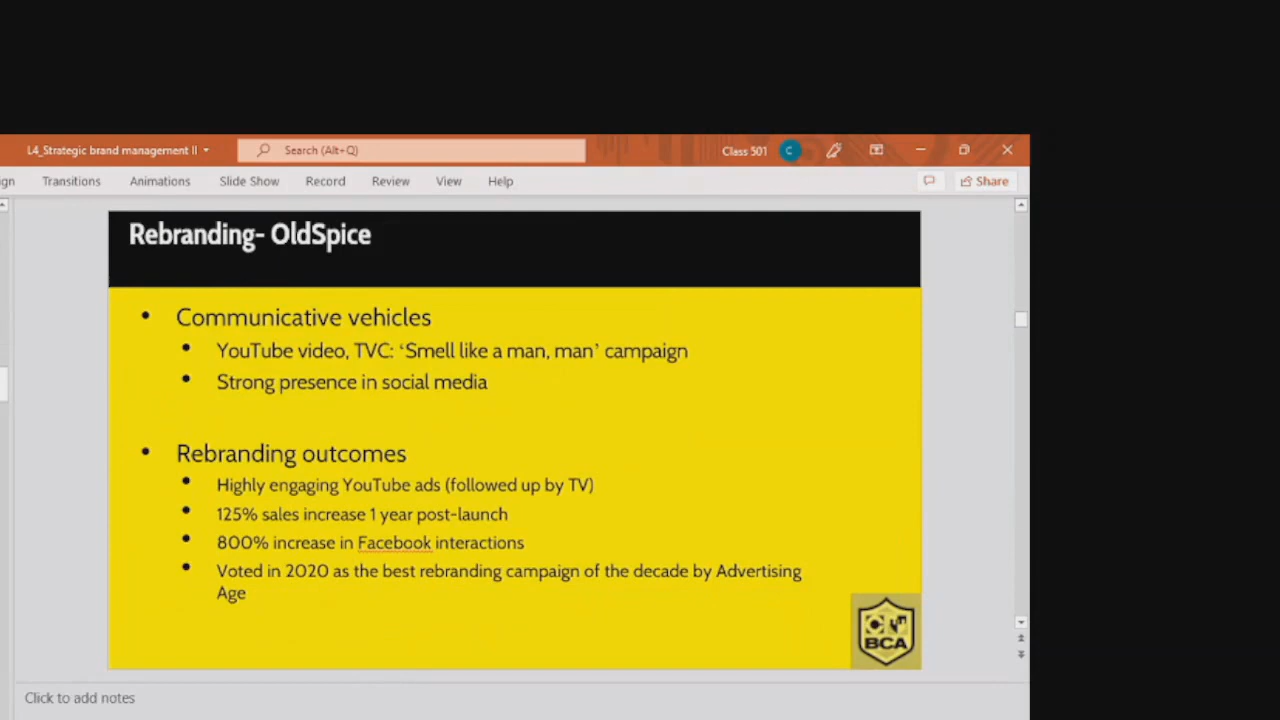 L4_Strategic brand management II
Search (Alt+Q)
Class 501
C
gn
Transitions
Animations
Slide Show
Record
Review
View
Help
Share
Rebranding- OldSpice
• Communicative vehicles
• YouTube video, TVC: ‘Smell like a man, man’ campaign
• Strong presence in social media
• Rebranding outcomes
• Highly engaging YouTube ads (followed up by TV)
• 125% sales increase 1 year post-launch
• 800% increase in Facebook interactions
• Voted in 2020 as the best rebranding campaign of the decade by Advertising
Age
BCA
Click to add notes